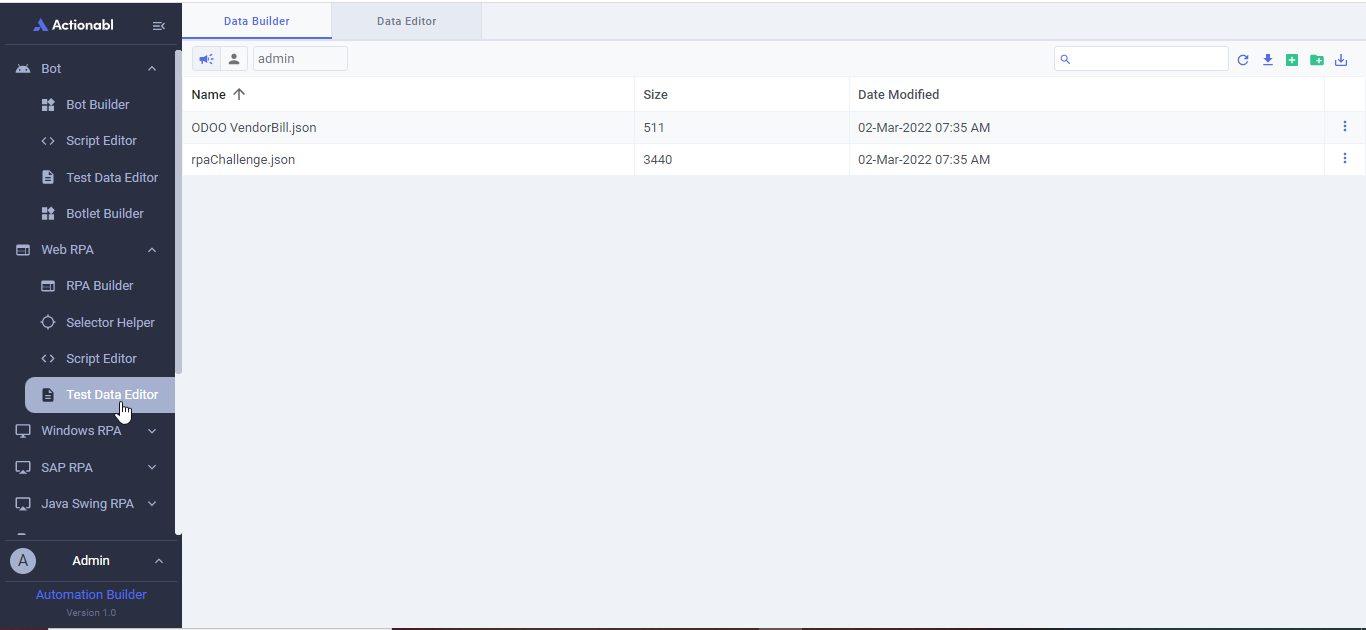 Actionabl
Data Builder
Data Editor
admin
Name
Size
Date Modified
ODOO VendorBill.json
511
02-Mar-2022 07:35 AM
rpaChallenge.json
3440
02-Mar-2022 07:35 AM
Bot
Bot Builder
Script Editor
Test Data Editor
Botlet Builder
Web RPA
RPA Builder
Selector Helper
Script Editor
Test Data Editor
Windows RPA
SAP RPA
Java Swing RPA
A
Admin
Automation Builder
Version 1.0